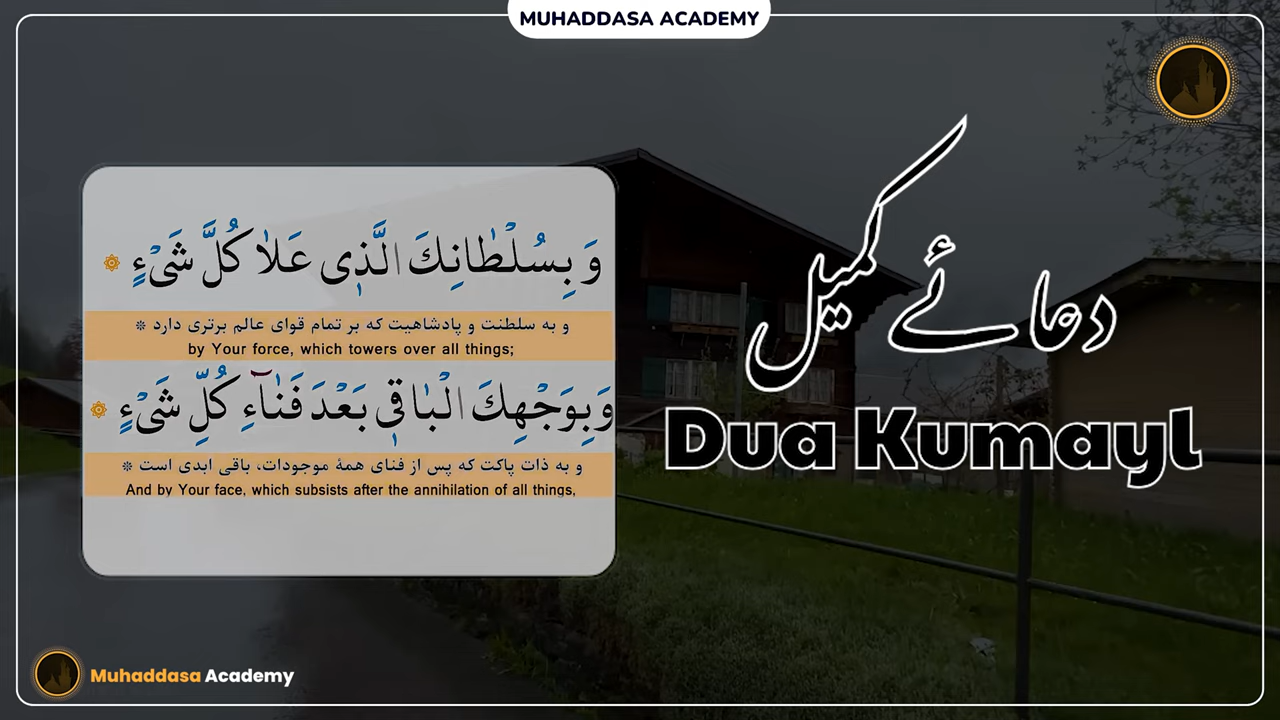 MUHADDASA ACADEMY
وَ بِسُلْطٰانِكَ الَّذٖى عَلاٰ كُلَّ شَىْءٍ
و به سلطنت و پادشاهیت که بر تمام قوای عالم برتری دارد *
by Your force, which towers over all things;
وَبِوَجْهِكَ الْبٰاقٖى بَعْدَ فَنٰآءِ كُلِّ شَىْءٍ
و به ذات پاکت که پس از فنای همهٔ موجودات، باقی ابدی است *
And by Your face, which subsists after the annihilation of all things,
دعائے کمیل
Dua Kumayl
Muhaddasa Academy